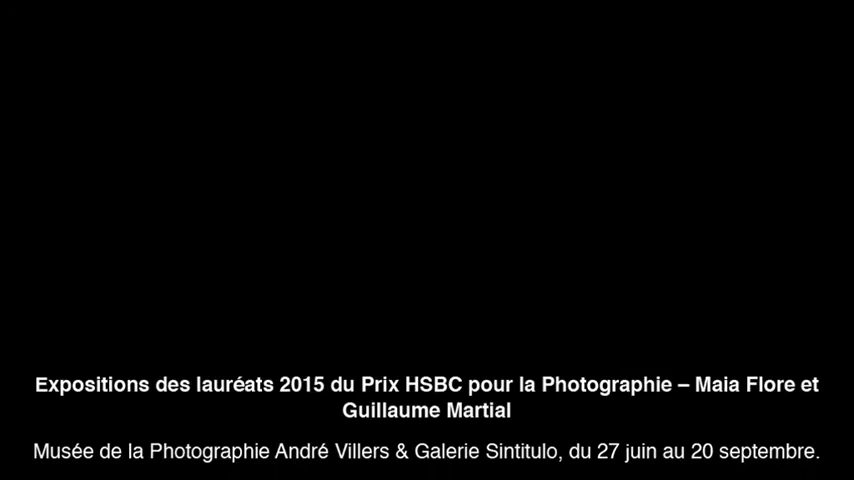 Expositions des lauréats 2015 du Prix HSBC pour la Photographie – Maia Flore et
Guillaume Martial
Musée de la Photographie André Villers & Galerie Sintitulo, du 27 juin au 20 septembre.